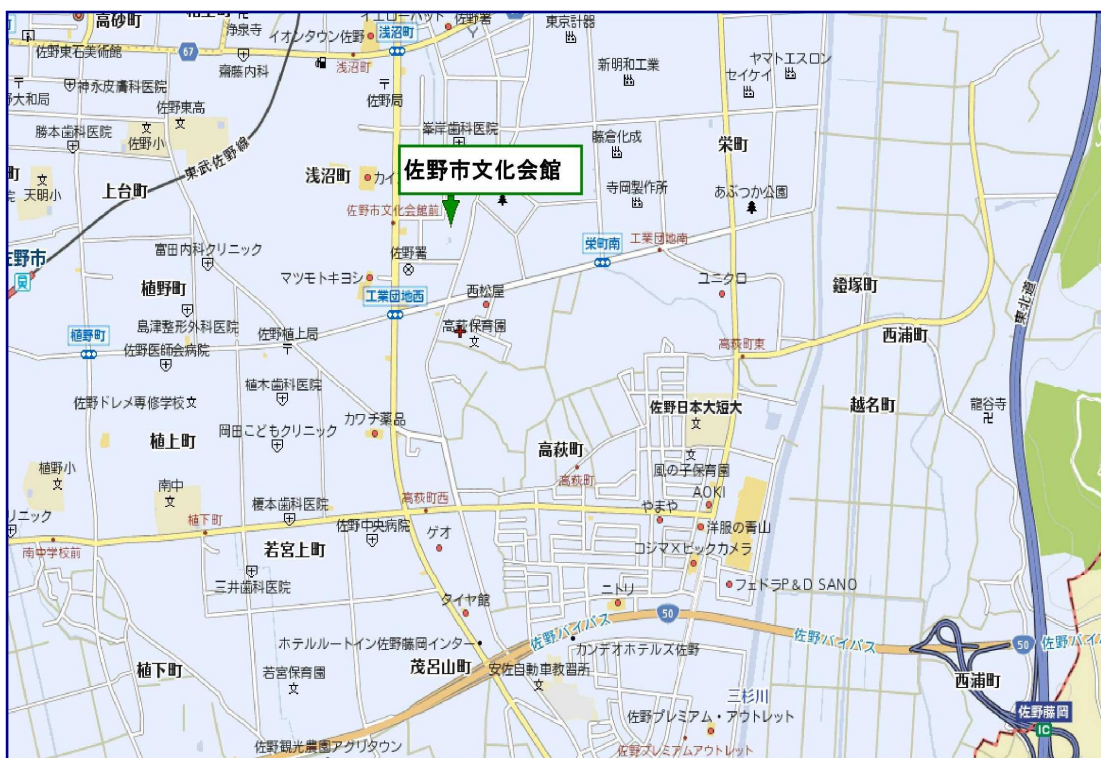 高砂町
浄泉寺
イエローハット
佐野署
浅沼町
東京計器
67
イオンタウン佐野
佐野東石美術館
齋藤内科
浅沼町
新明和工業
ヤマトエスロン
セイケイ
神永皮膚科医院
佐野局
佐野東高
勝本歯科医院
佐野小
東武佐野線
峯岸歯科医院
藤倉化成
栄町
佐野市文化会館
天明小
上台町
浅沼町
寺岡製作所
あぶつか公園
佐野市文化会館前
富田内科クリニック
佐野署
栄町南
工業団地南
植野町
マツモトキヨシ
西松屋
ユニクロ
鐙塚町
東北道
工業団地西
島津整形外科医院
佐野植上局
高萩保育園
植野町
西浦町
佐野医師会病院
高萩町東
植木歯科医院
佐野ドレメ専修学校
佐野日本大短大
越名町
龍谷寺
カワチ薬品
植上町
岡田こどもクリニック
高萩町
植野小
風の子保育園
高萩町
南中
AOKI
榎本歯科医院
高萩町西
やまや
植下町
佐野中央病院
ゲオ
洋服の青山
南中学校前
若宮上町
コジマ×ビックカメラ
三井歯科医院
フェドラP&D SANO
ニトリ
タイヤ館
50
佐野バイパス
佐野バイパス
50
ホテルルートイン佐野藤岡インター
カンデオホテルズ佐野
植下町
若宮保育園
茂呂山町
安佐自動車教習所
西浦町
三杉川
佐野藤岡
IC
佐野プレミアム・アウトレット
佐野観光農園アグリタウン
佐野プレミアムアウトレット